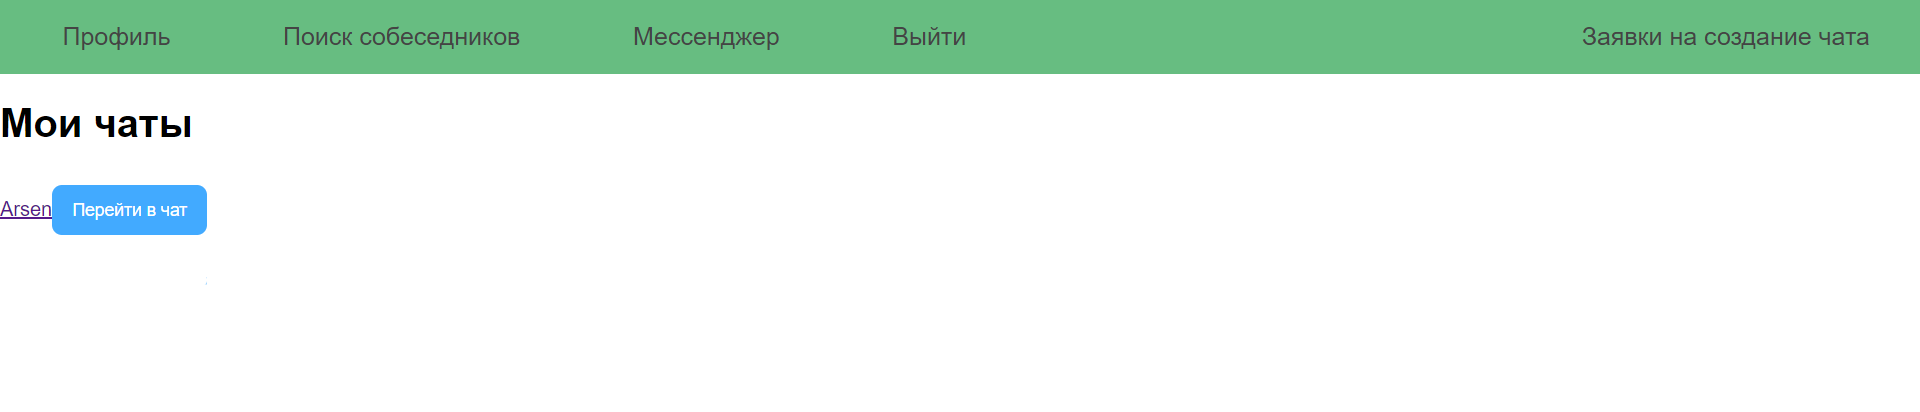 Профиль Поиск собеседников Мессенджер Выйти Заявки на создание чата
Мои чаты
Arsen Перейти в чат